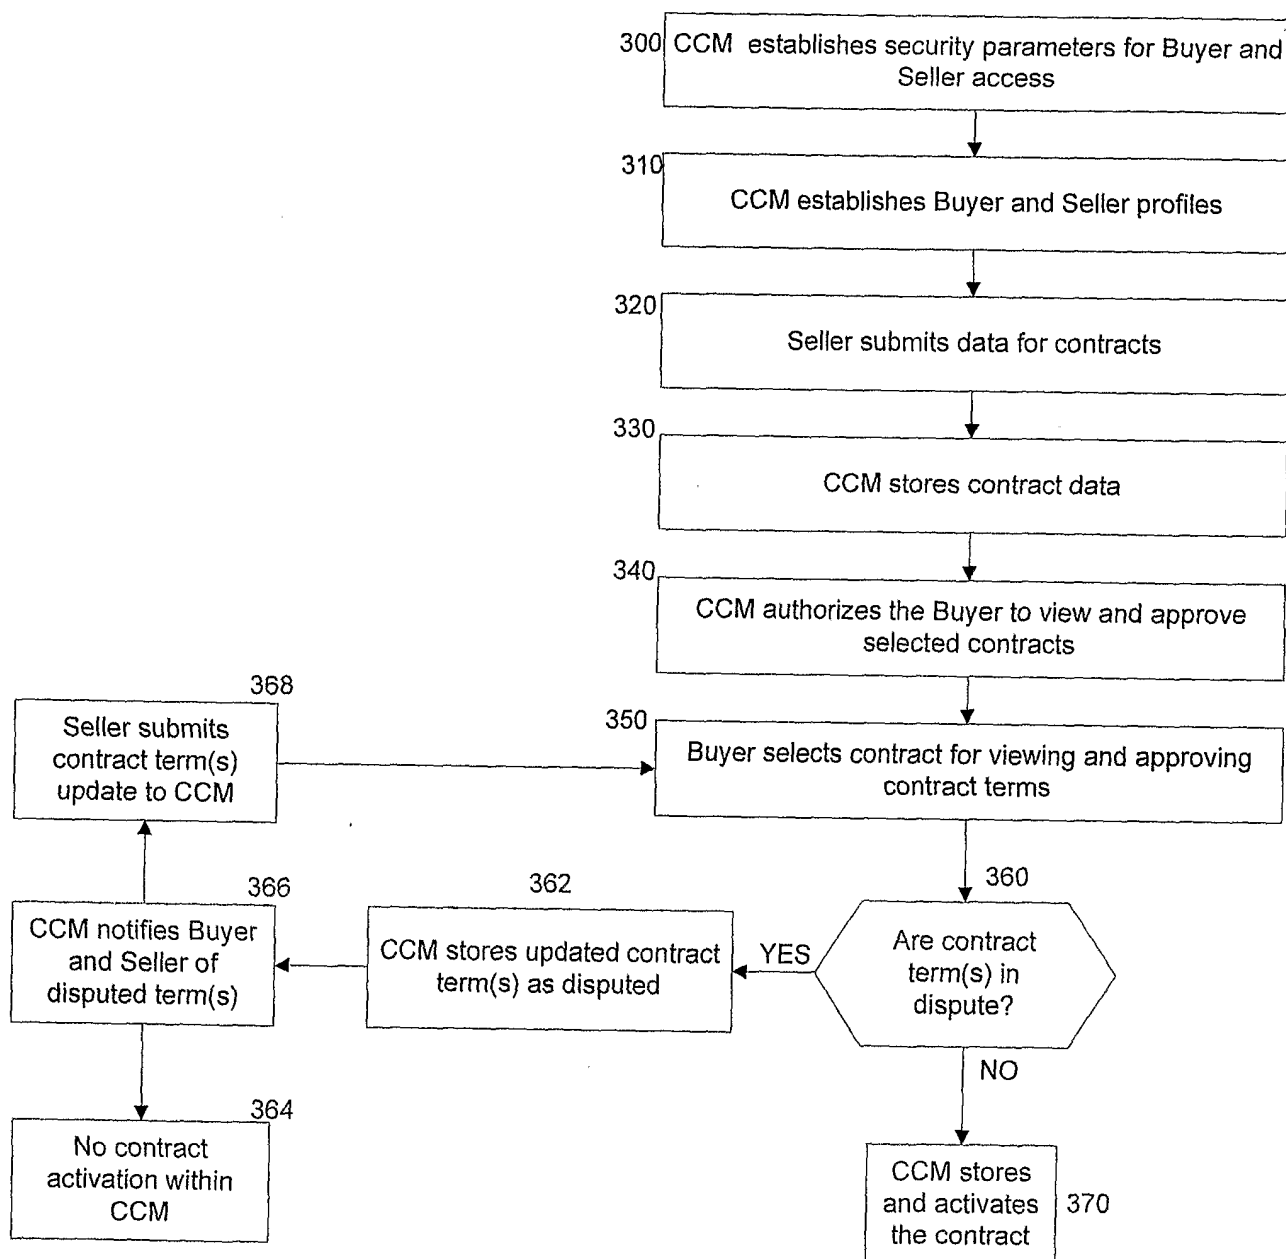 300
CCM establishes security parameters for Buyer and
Seller access
310
CCM establishes Buyer and Seller profiles
320
Seller submits data for contracts
330
CCM stores contract data
340
CCM authorizes the Buyer to view and approve
selected contracts
350
Buyer selects contract for viewing and approving
contract terms
368
Seller submits
contract term(s)
update to CCM
360
Are contract
term(s) in
dispute?
YES
362
CCM stores updated contract
term(s) as disputed
366
CCM notifies Buyer
and Seller of
disputed term(s)
364
No contract
activation within
CCM
NO
CCM stores
and activates
the contract
370